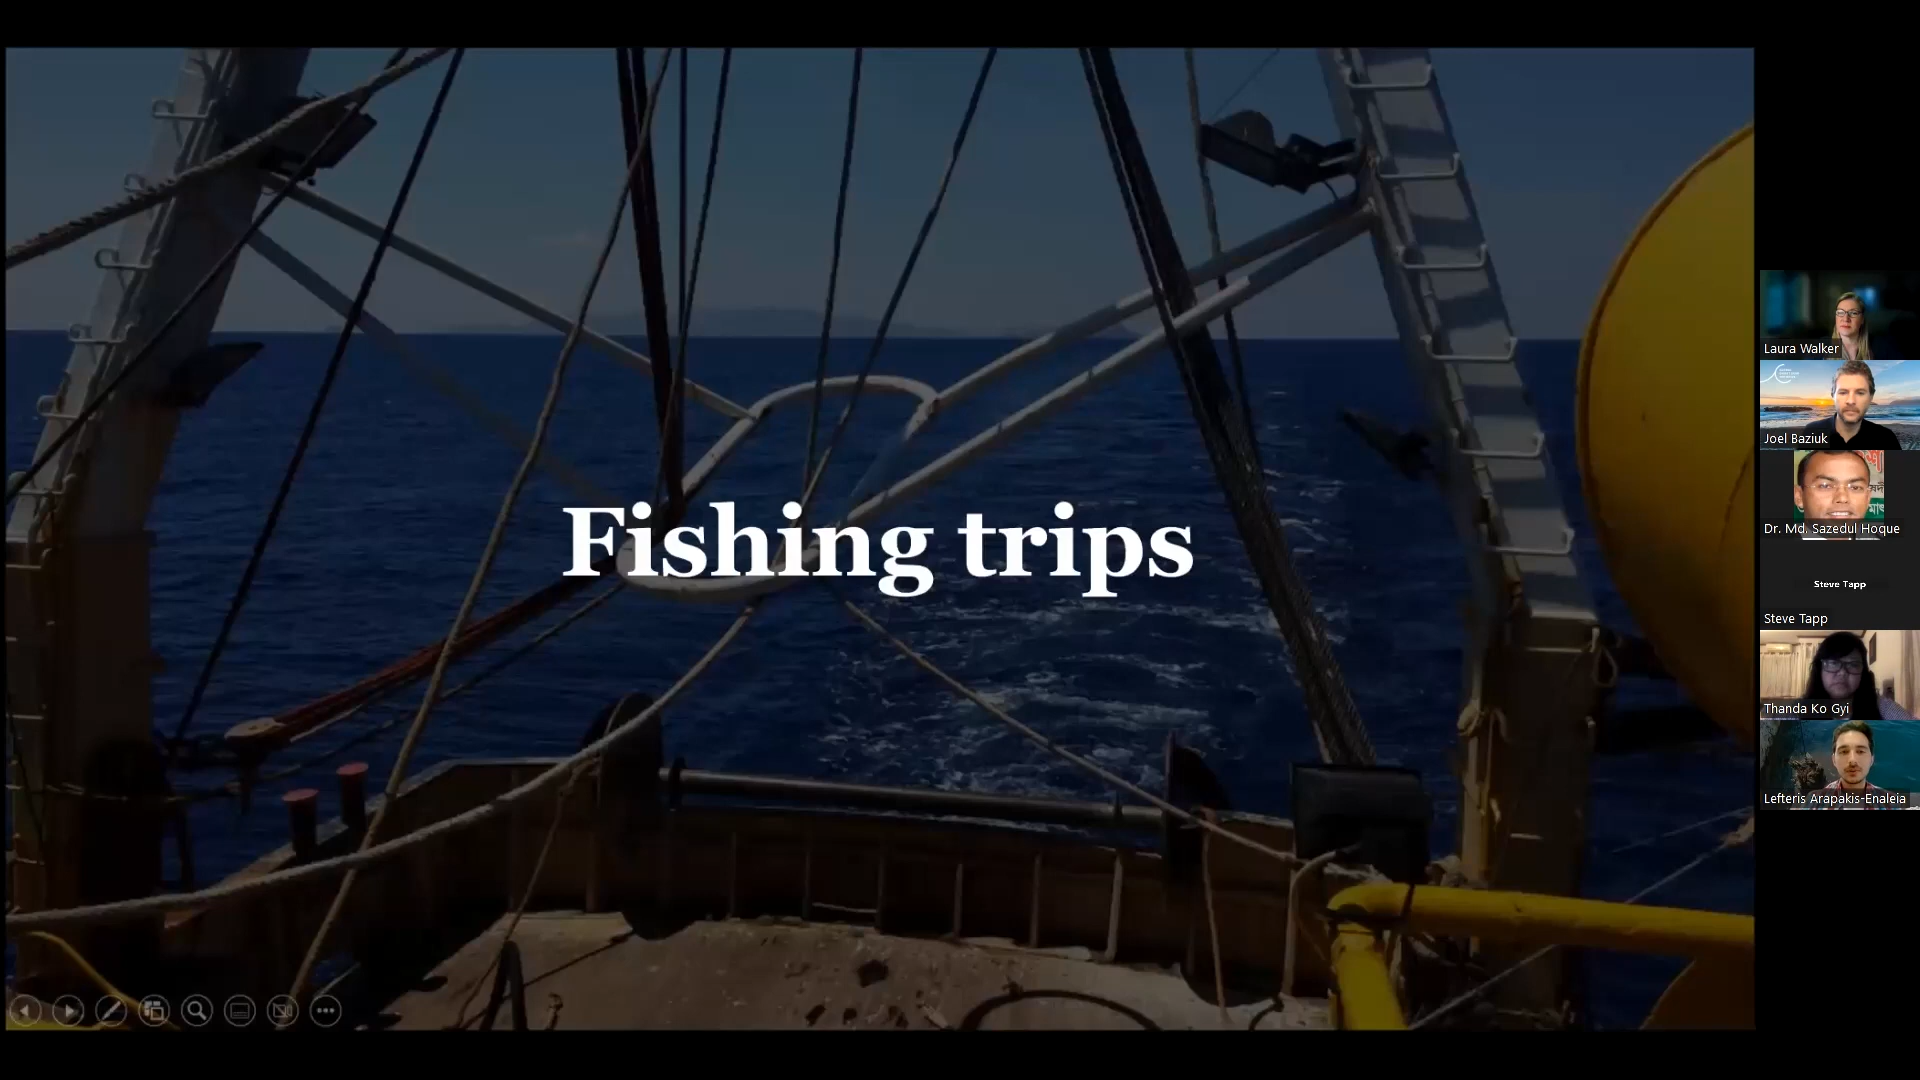 Fishing trips
Laura Walker
Joel Baziuk
Dr. Md. Sazedul Hoque
Steve Tapp
Steve Tapp
Thanda Ko Gyi
Lefteris Arapakis-Enaleia